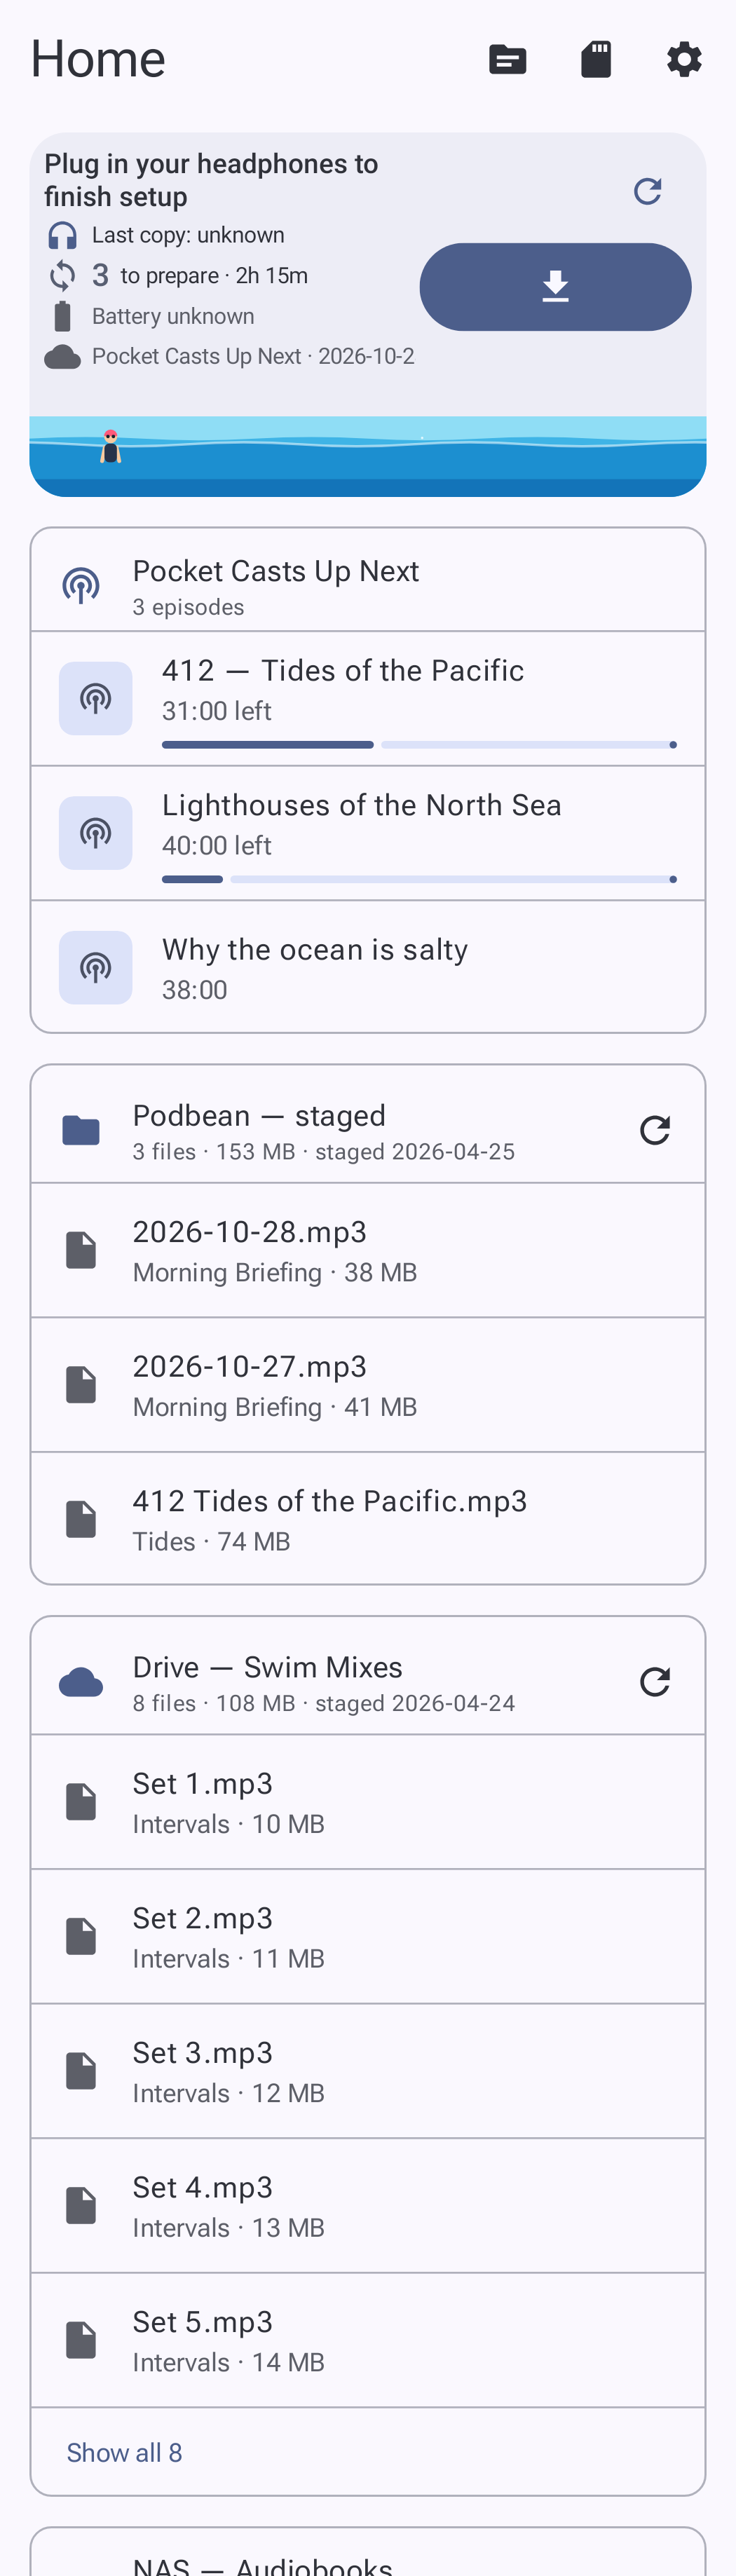 Home
Plug in your headphones to
finish setup
Last copy: unknown
3 to prepare · 2h 15m
Battery unknown
Pocket Casts Up Next · 2026-10-2
Pocket Casts Up Next
3 episodes
412 — Tides of the Pacific
31:00 left
Lighthouses of the North Sea
40:00 left
Why the ocean is salty
38:00
Podbean — staged
3 files · 153 MB · staged 2026-04-25
2026-10-28.mp3
Morning Briefing · 38 MB
2026-10-27.mp3
Morning Briefing · 41 MB
412 Tides of the Pacific.mp3
Tides · 74 MB
Drive — Swim Mixes
8 files · 108 MB · staged 2026-04-24
Set 1.mp3
Intervals · 10 MB
Set 2.mp3
Intervals · 11 MB
Set 3.mp3
Intervals · 12 MB
Set 4.mp3
Intervals · 13 MB
Set 5.mp3
Intervals · 14 MB
Show all 8
NAS — Audiobooks